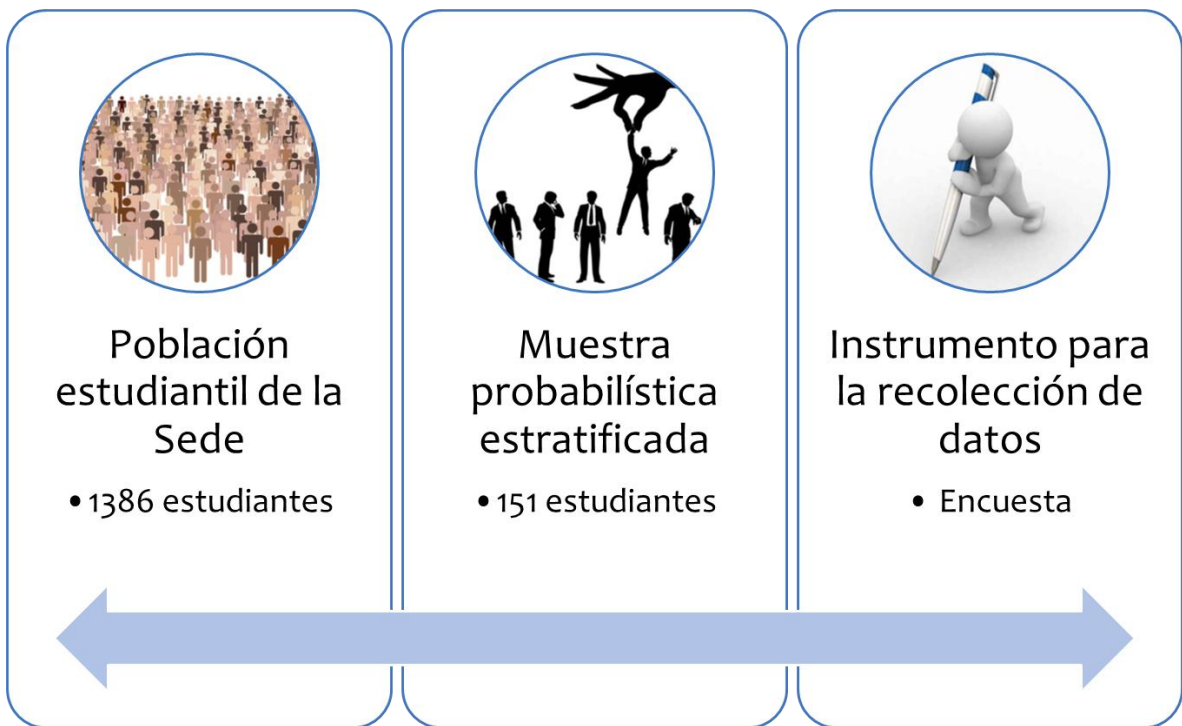 Población
estudiantil de la
Sede
• 1386 estudiantes
Muestra
probabilística
estratificada
• 151 estudiantes
Instrumento para
la recolección de
datos
• Encuesta